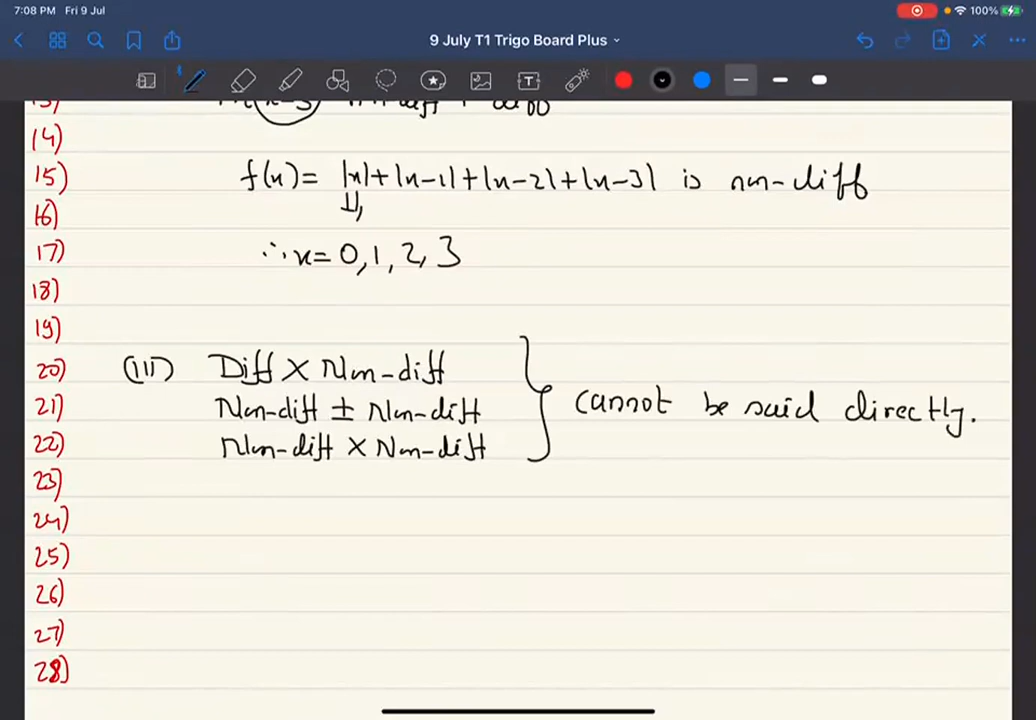 7:08 PM Fri 9 Jul 100%
9 July T1 Trigo Board Plus
13)
14)
15) f(x) = |x|+|x-1|+|x-2|+|x-3| is non-diff
⇓,
16)
17) ∴x = 0, 1, 2, 3
18)
19)
20) (III) Diff × Non-diff
21) Non-diff ± Non-diff } cannot be said directly.
22) Non-diff × Non-diff
23)
24)
25)
26)
27)
28)